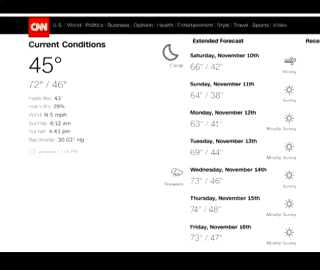 CNN U.S. World Politics Business Opinion Health Entertainment Style Travel Sports Video
Current Conditions
45°
72° / 46°
Feels like: 43°
Humidity: 29%
Wind: N 5 mph
Sunrise: 6:12 am
Sunset: 4:43 pm
Barometer: 30.03" Hg
Clear
Extended Forecast
Saturday, November 10th
66° / 42°
Windy
Sunday, November 11th
64° / 38°
Sunny
Monday, November 12th
63° / 41°
Mostly Sunny
Tuesday, November 13th
69° / 44°
Mostly Sunny
Showers
Wednesday, November 14th
73° / 46°
Sunny
Thursday, November 15th
74° / 48°
Mostly Sunny
Friday, November 16th
73° / 47°
Mostly Sunny
Rece